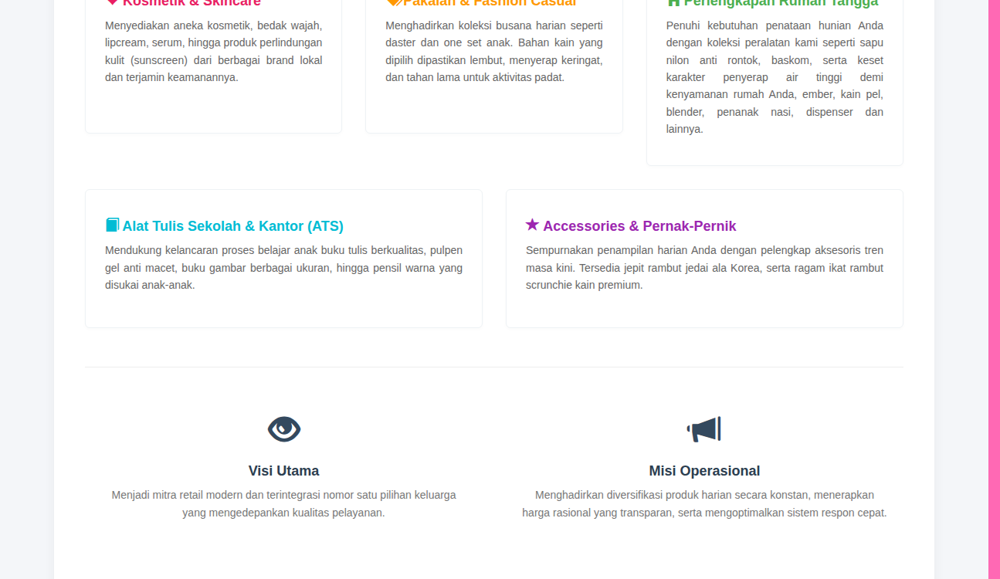 Kosmetik & Skincare
Menyediakan aneka kosmetik, bedak wajah,
lipcream, serum, hingga produk perlindungan
kulit (sunscreen) dari berbagai brand lokal
dan terjamin keamanannya.
Pakaian & Fashion Casual
Menghadirkan koleksi busana harian seperti
daster dan one set anak. Bahan kain yang
dipilih dipastikan lembut, menyerap keringat,
dan tahan lama untuk aktivitas padat.
Perlengkapan Rumah Tangga
Penuhi kebutuhan penataan hunian Anda
dengan koleksi peralatan kami seperti sapu
nilon anti rontok, baskom, serta keset
karakter penyerap air tinggi demi
kenyamanan rumah Anda, ember, kain pel,
blender, penanak nasi, dispenser dan
lainnya.
Alat Tulis Sekolah & Kantor (ATS)
Mendukung kelancaran proses belajar anak buku tulis berkualitas, pulpen
gel anti macet, buku gambar berbagai ukuran, hingga pensil warna yang
disukai anak-anak.
Accessories & Pernak-Pernik
Sempurnakan penampilan harian Anda dengan pelengkap aksesoris tren
masa kini. Tersedia jepit rambut jedai ala Korea, serta ragam ikat rambut
scrunchie kain premium.
Visi Utama
Menjadi mitra retail modern dan terintegrasi nomor satu pilihan keluarga
yang mengedepankan kualitas pelayanan.
Misi Operasional
Menghadirkan diversifikasi produk harian secara konstan, menerapkan
harga rasional yang transparan, serta mengoptimalkan sistem respon cepat.